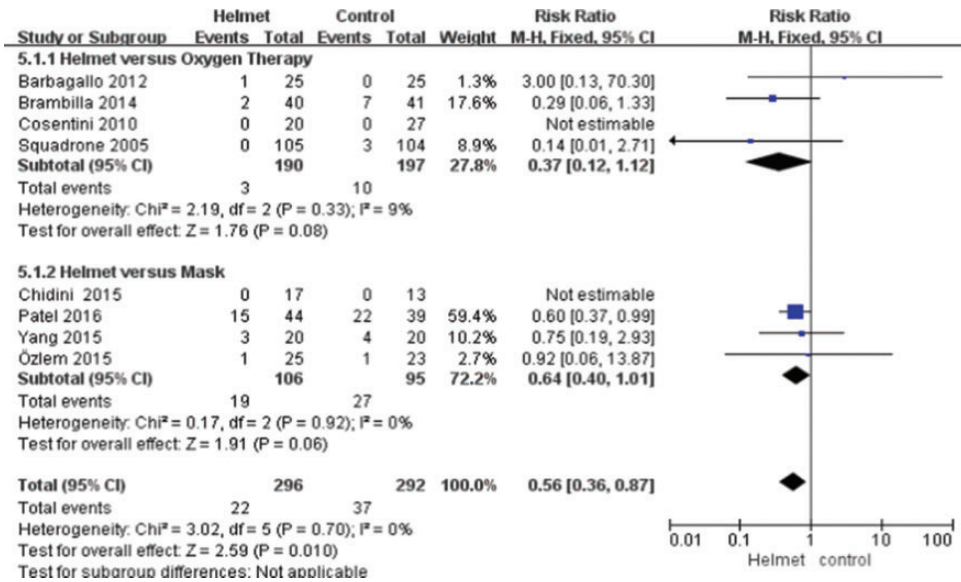 Helmet Control Risk Ratio Risk Ratio
Study or Subgroup Events Total Events Total Weight M-H, Fixed, 95% CI M-H, Fixed, 95% CI
5.1.1 Helmet versus Oxygen Therapy
Barbagallo 2012 1 25 0 25 1.3% 3.00 [0.13, 70.30]
Brambilla 2014 2 40 7 41 17.6% 0.29 [0.06, 1.33]
Cosentini 2010 0 20 0 27 Not estimable
Squadrone 2005 0 105 3 104 8.9% 0.14 [0.01, 2.71]
Subtotal (95% CI) 190 197 27.8% 0.37 [0.12, 1.12]
Total events 3 10
Heterogeneity: Chi² = 2.19, df = 2 (P = 0.33); I² = 9%
Test for overall effect: Z = 1.76 (P = 0.08)
5.1.2 Helmet versus Mask
Chidini 2015 0 17 0 13 Not estimable
Patel 2016 15 44 22 39 59.4% 0.60 [0.37, 0.99]
Yang 2015 3 20 4 20 10.2% 0.75 [0.19, 2.93]
Özlem 2015 1 25 1 23 2.7% 0.92 [0.06, 13.87]
Subtotal (95% CI) 106 95 72.2% 0.64 [0.40, 1.01]
Total events 19 27
Heterogeneity: Chi² = 0.17, df = 2 (P = 0.92); I² = 0%
Test for overall effect: Z = 1.91 (P = 0.06)
Total (95% CI) 296 292 100.0% 0.56 [0.36, 0.87]
Total events 22 37
Heterogeneity: Chi² = 3.02, df = 5 (P = 0.70); I² = 0%
Test for overall effect: Z = 2.59 (P = 0.010)
Test for subgroup differences: Not applicable
0.01 0.1 1 10 100
Helmet control